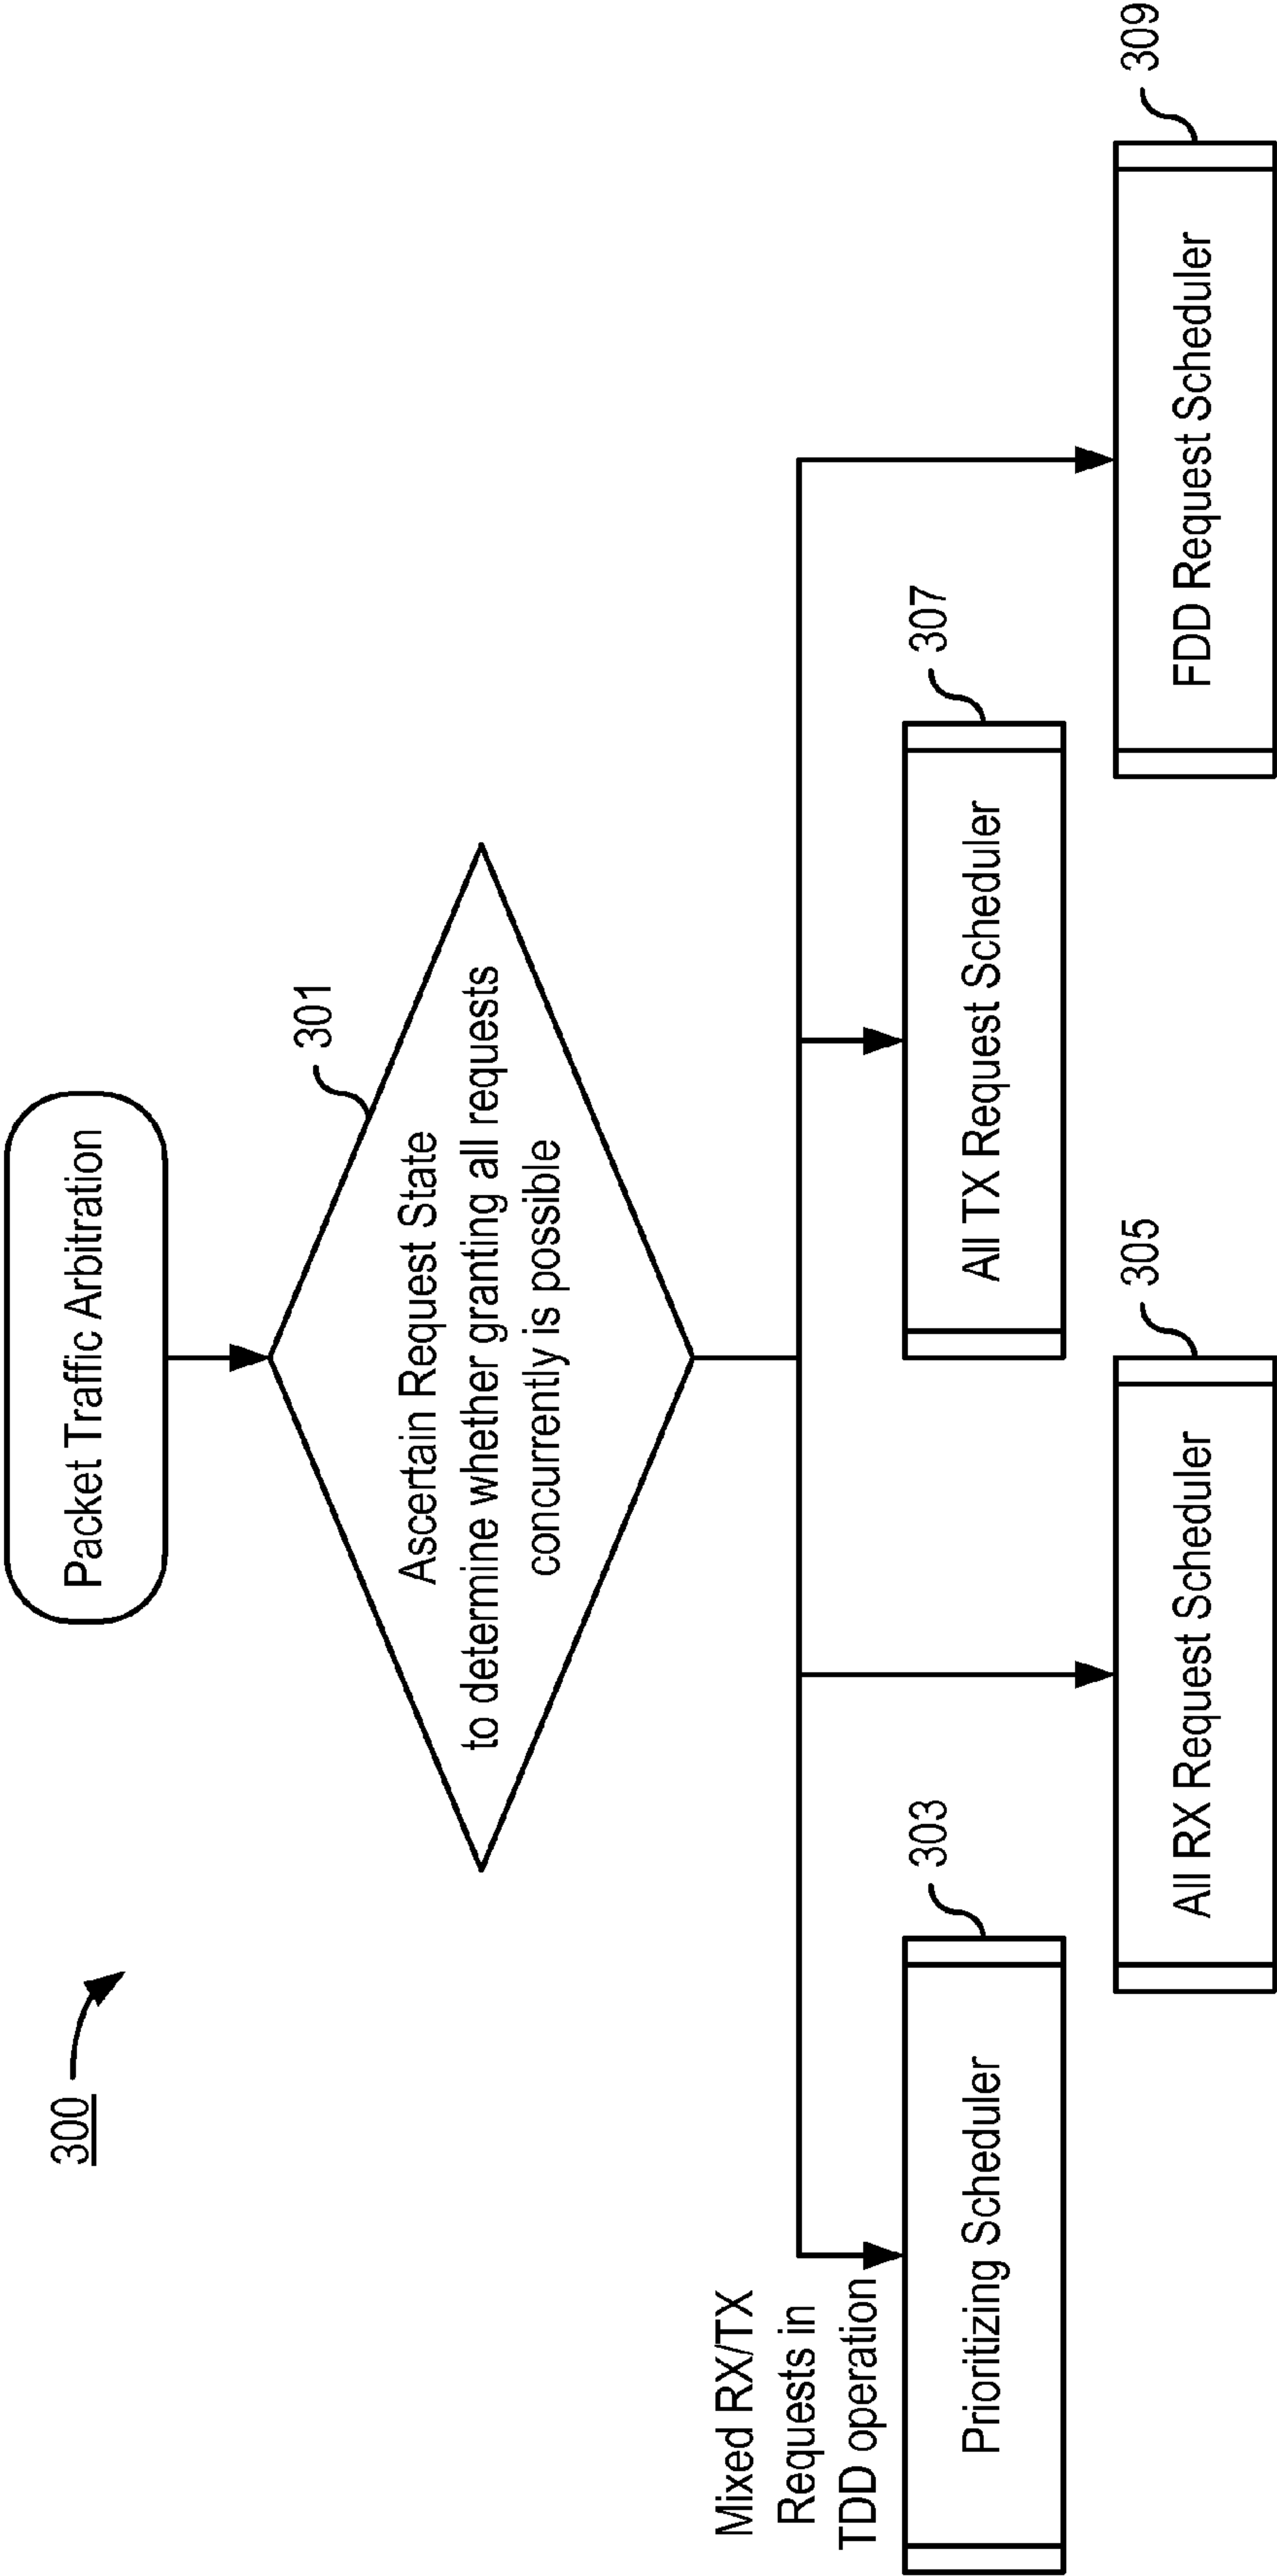 300
Packet Traffic Arbitration
301
Ascertain Request State
to determine whether granting all requests
concurrently is possible
Mixed RX/TX
Requests in
TDD operation
303
Prioritizing Scheduler
307
All TX Request Scheduler
305
All RX Request Scheduler
309
FDD Request Scheduler